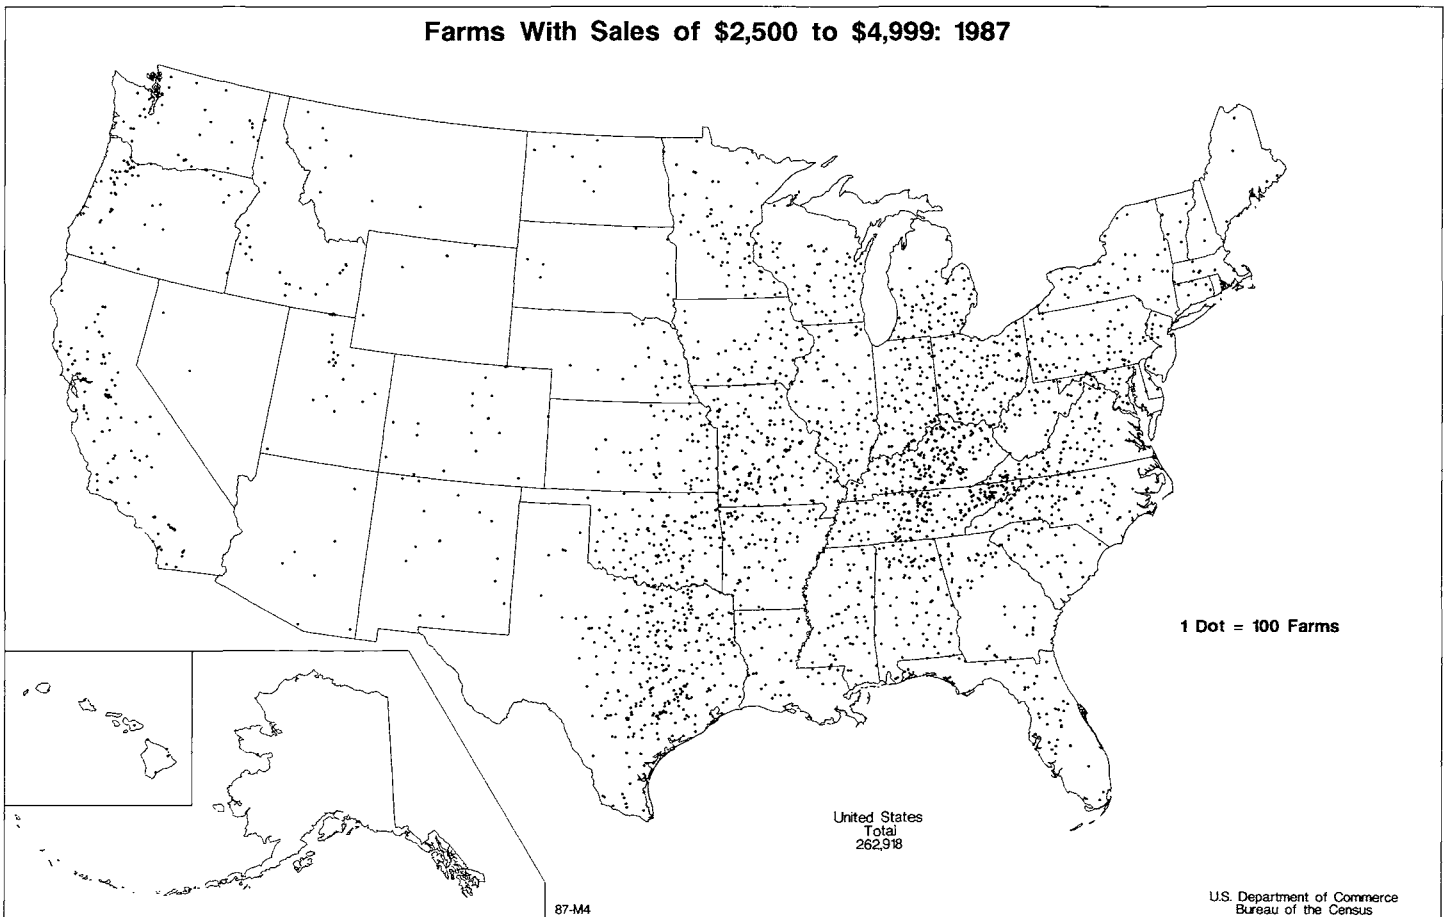 Farms With Sales of $2,500 to $4,999: 1987
1 Dot = 100 Farms
United States
Total
262,918
87-M4
U.S. Department of Commerce
Bureau of the Census